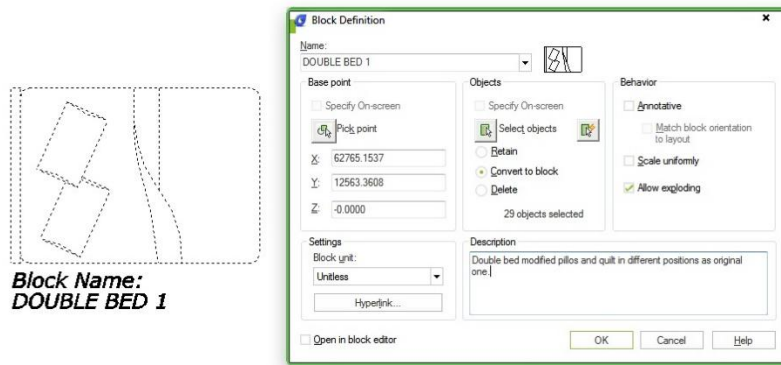 Block Definition
Name:
DOUBLE BED 1
Base point
Specify On-screen
Pick point
X: 62765.1537
Y: 12563.3608
Z: -0.0000
Objects
Specify On-screen
Select objects
Retain
Convert to block
Delete
29 objects selected
Behavior
Annotative
Match block orientation
to layout
Scale uniformly
Allow exploding
Settings
Block unit:
Unitless
Hyperlink...
Description
Double bed modified pillos and quilt in different positions as original
one.
Open in block editor
OK
Cancel
Help
Block Name:
DOUBLE BED 1